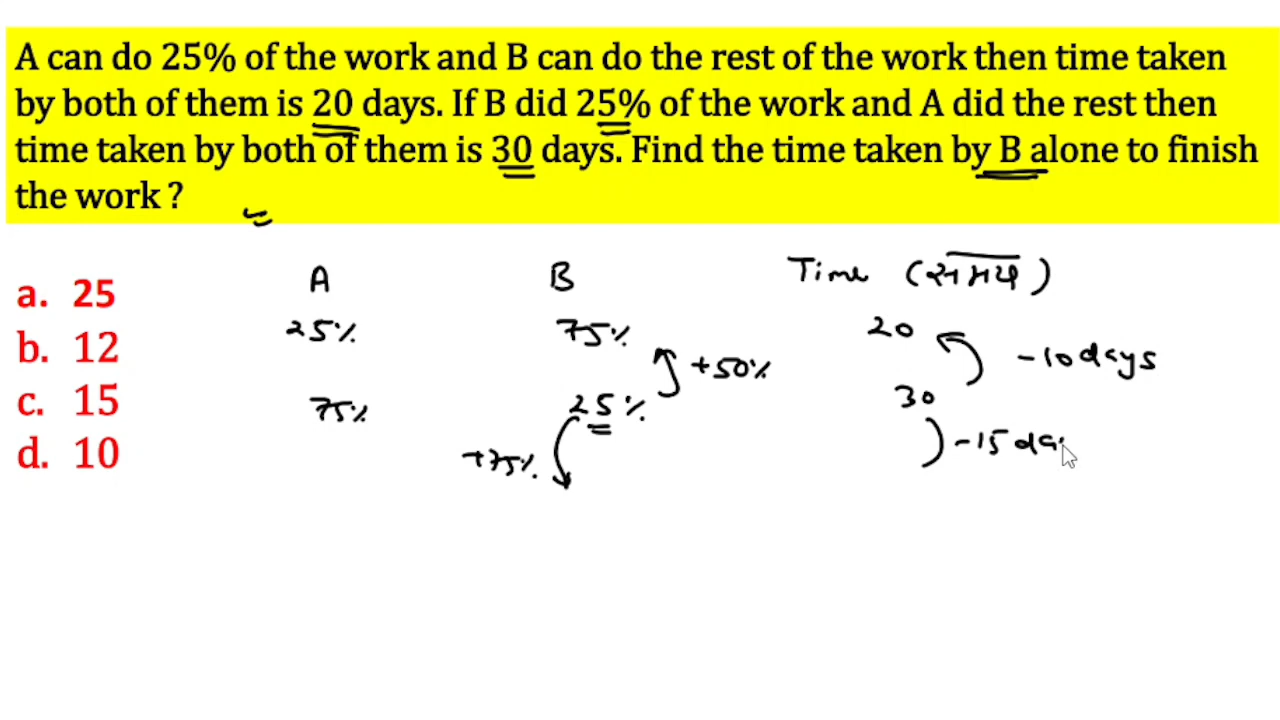 A can do 25% of the work and B can do the rest of the work then time taken
by both of them is 20 days. If B did 25% of the work and A did the rest then
time taken by both of them is 30 days. Find the time taken by B alone to finish
the work ?
a. 25
b. 12
c. 15
d. 10
A B Time (समय)
25% 75% 20
+50% -10 days
75% 25% 30
+75% -15 da